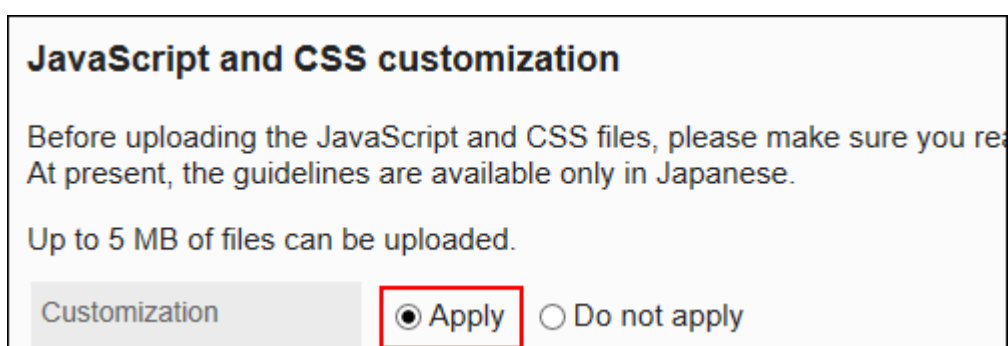 JavaScript and CSS customization
Before uploading the JavaScript and CSS files, please make sure you
At present, the guidelines are available only in Japanese.
Up to 5 MB of files can be uploaded.
Customization Apply Do not apply